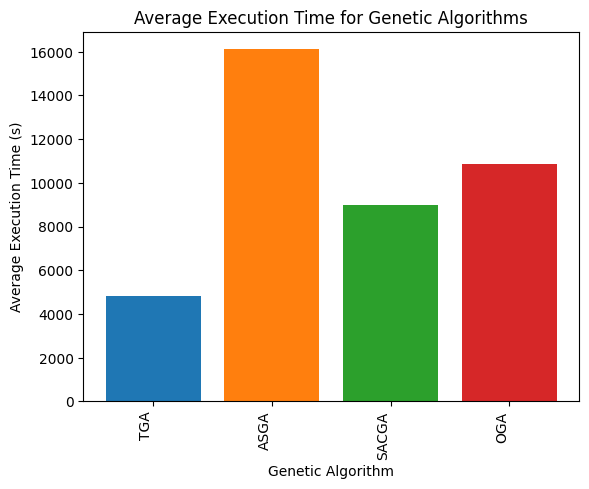 Average Execution Time for Genetic Algorithms
Average Execution Time (s)
16000
14000
12000
10000
8000
6000
4000
2000
0
TGA
ASGA
SACGA
OGA
Genetic Algorithm